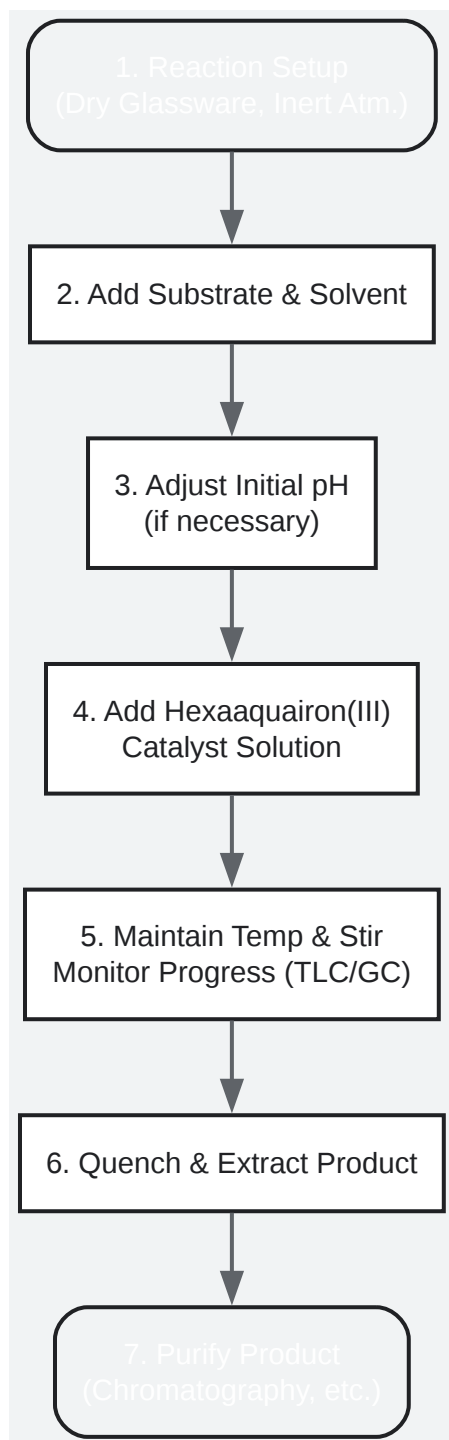 1. Reaction Setup
(Dry Glassware, Inert Atm.)
2. Add Substrate & Solvent
3. Adjust Initial pH
(if necessary)
4. Add Hexaaquairon(III)
Catalyst Solution
5. Maintain Temp & Stir
Monitor Progress (TLC/GC)
6. Quench & Extract Product
7. Purify Product
(Chromatography, etc.)